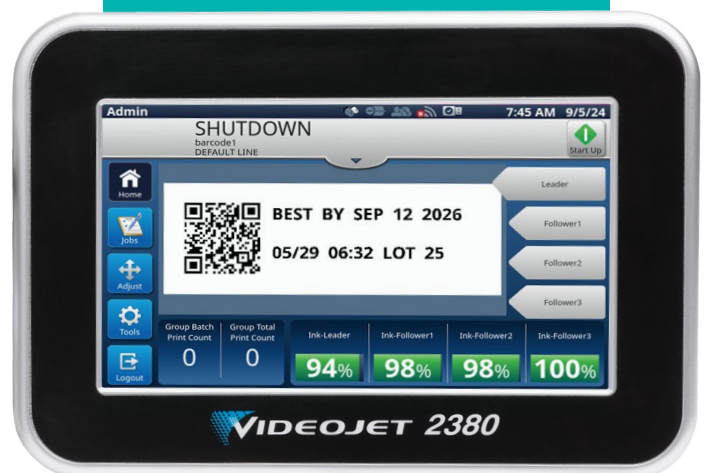 Admin
7:45 AM 9/5/24
SHUTDOWN
barcode1
DEFAULT LINE
Start Up
Home
Jobs
Adjust
Tools
Logout
BEST BY SEP 12 2026
05/29 06:32 LOT 25
Leader
Follower1
Follower2
Follower3
Group Batch
Print Count
0
Group Total
Print Count
0
Ink-Leader
94%
Ink-Follower1
98%
Ink-Follower2
98%
Ink-Follower3
100%
VIDEOJET 2380